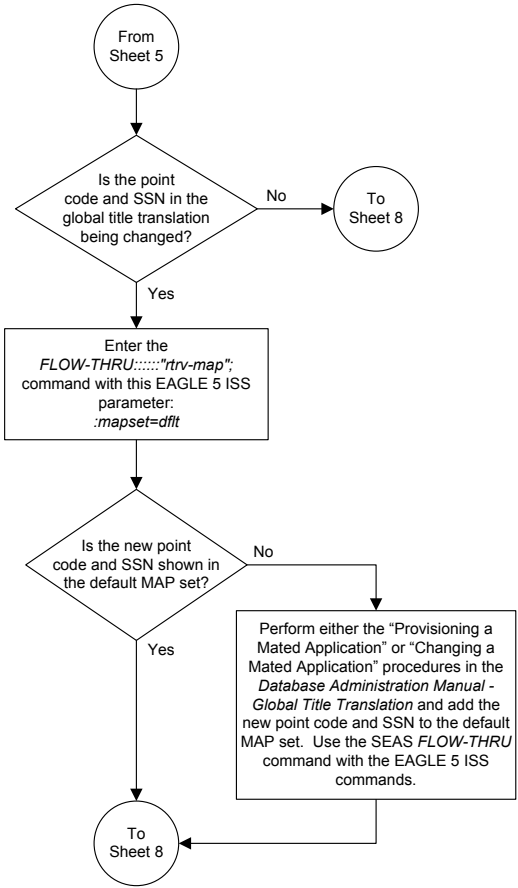 From
Sheet 5
Is the point
code and SSN in the
global title translation
being changed?
No
To
Sheet 8
Yes
Enter the
FLOW-THRU::::::"rtrv-map";
command with this EAGLE 5 ISS
parameter:
:mapset=dflt
Is the new point
code and SSN shown in
the default MAP set?
No
Yes
Perform either the “Provisioning a
Mated Application” or “Changing a
Mated Application” procedures in the
Database Administration Manual -
Global Title Translation and add the
new point code and SSN to the default
MAP set.  Use the SEAS FLOW-THRU
command with the EAGLE 5 ISS
commands.
To
Sheet 8